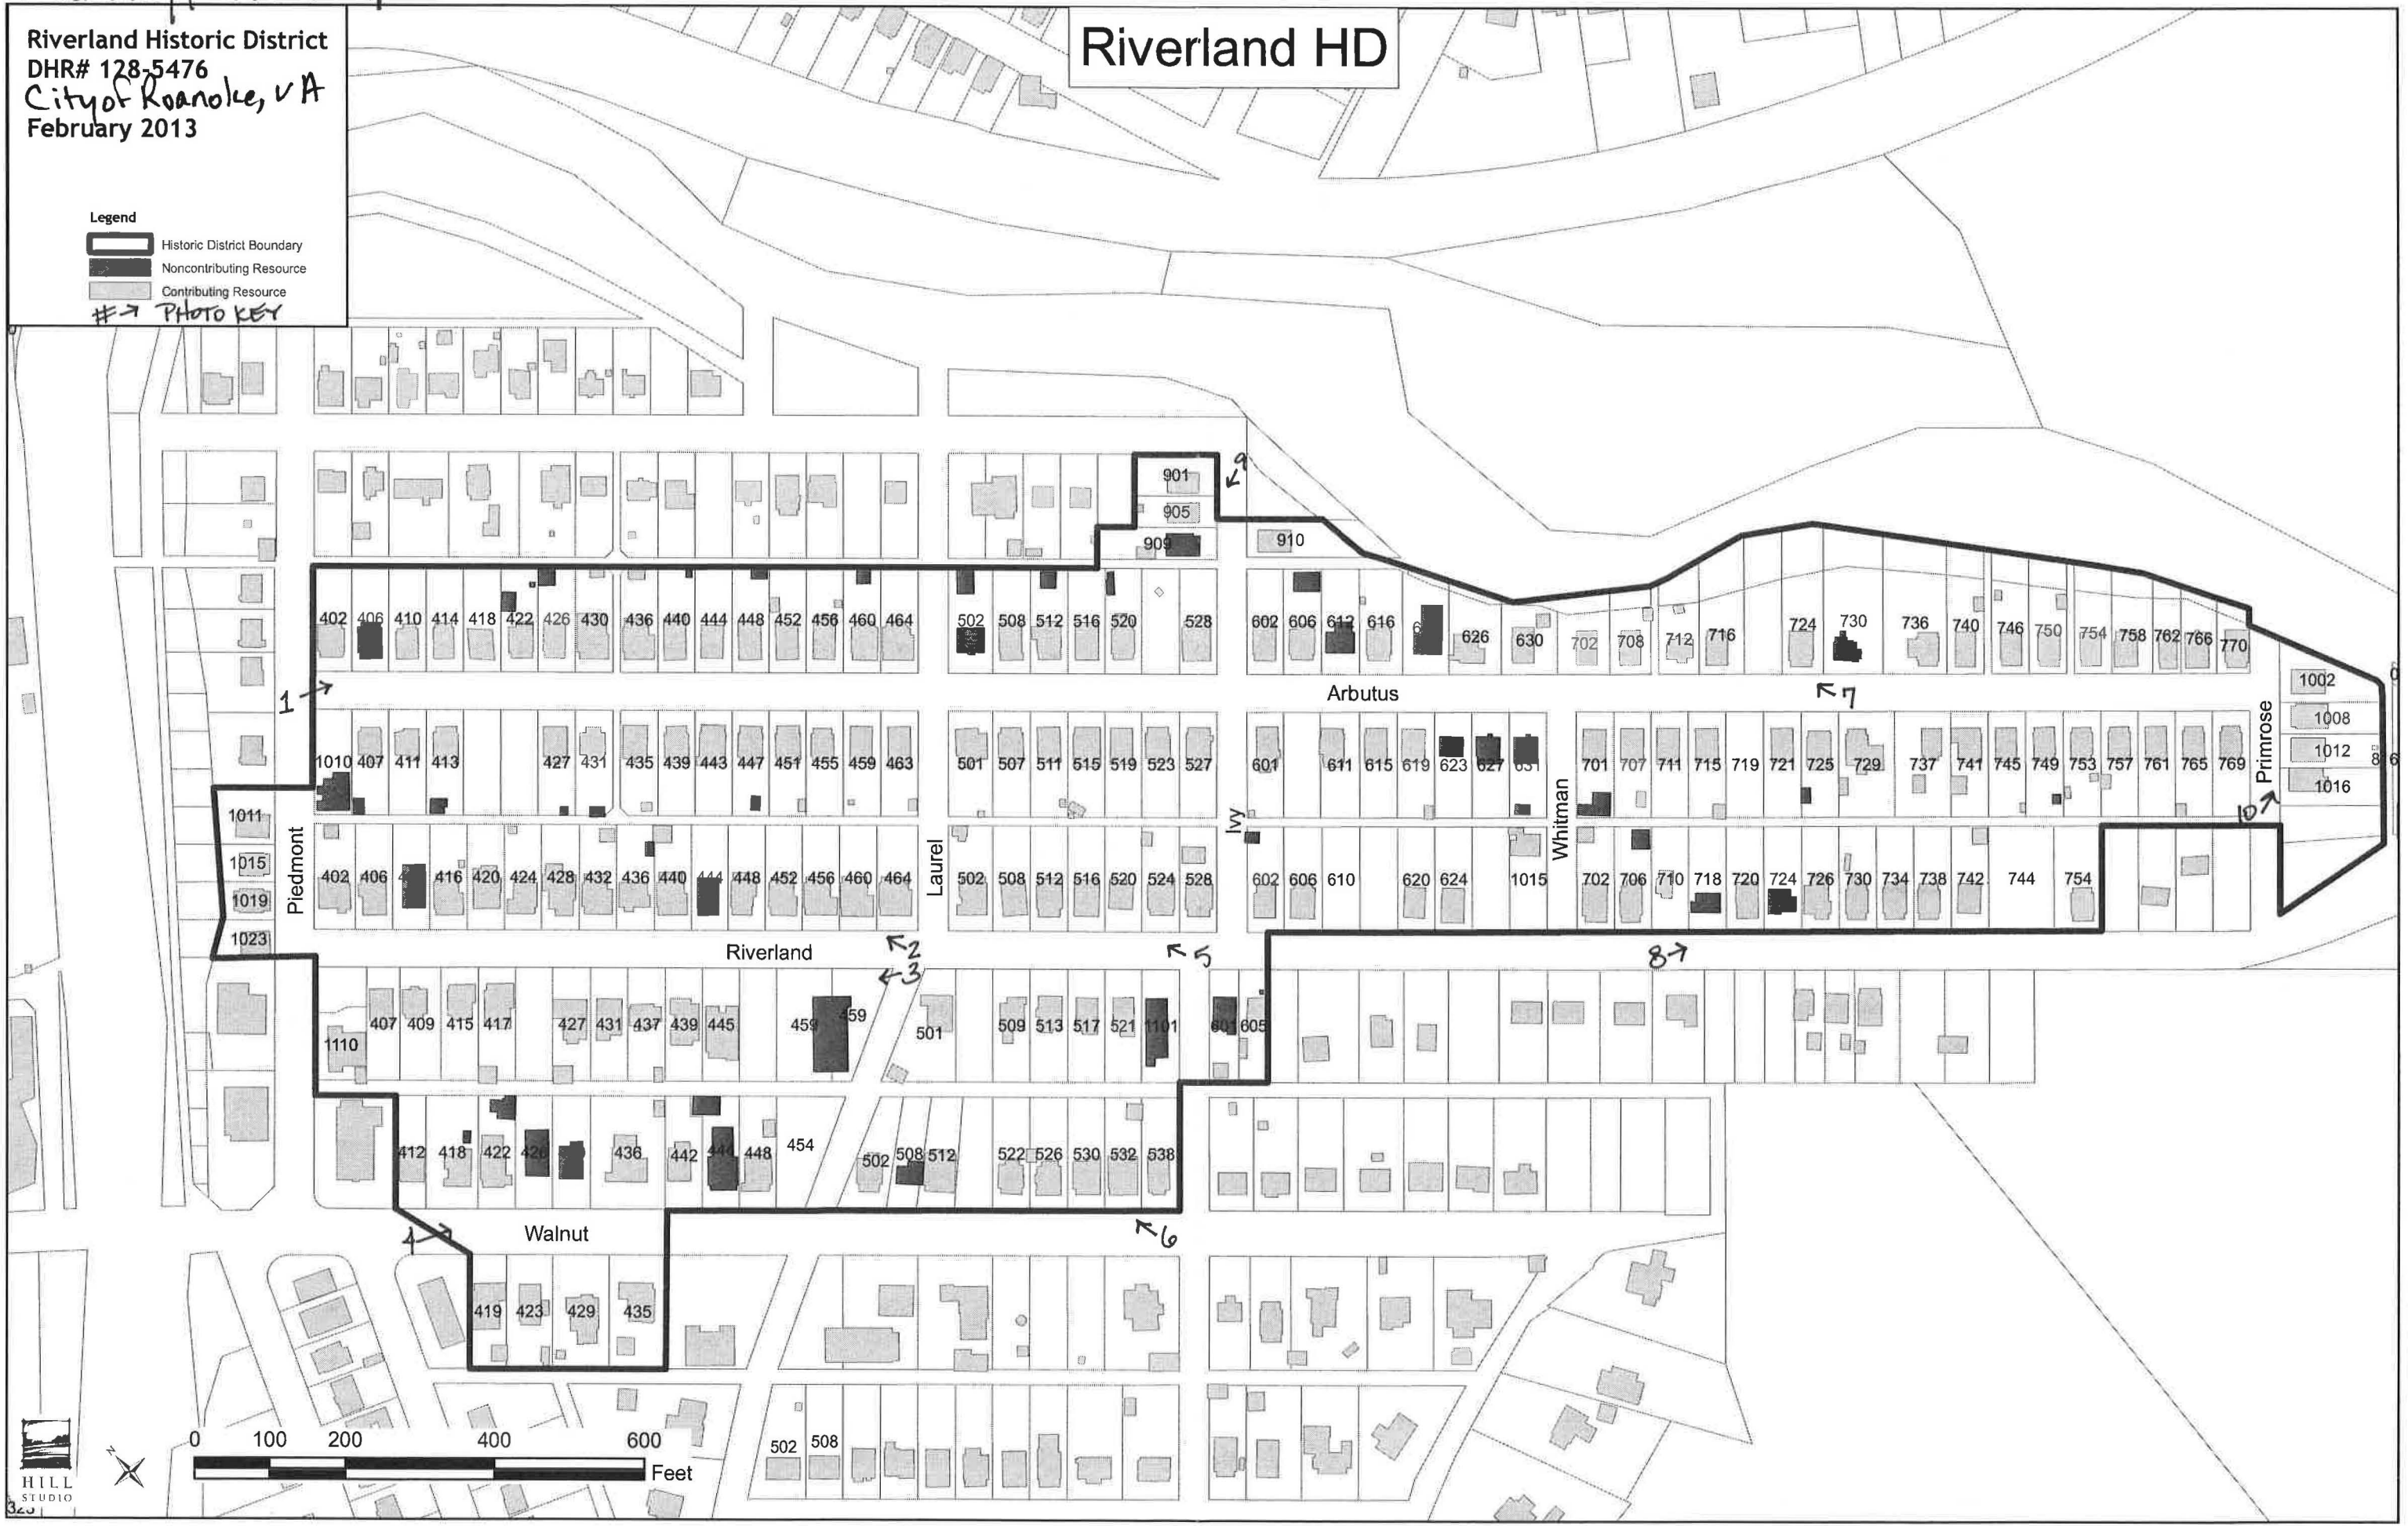 Riverland HD
Riverland Historic District
DHR# 128-5476
City of Roanoke, VA
February 2013
Legend
Historic District Boundary
Noncontributing Resource
Contributing Resource
#→ PHOTO KEY
9
901
905
909
910
402 406 410 414 418 422 426 430 436 440 444 448 452 456 460 464 502 508 512 516 520 528 602 606 612 616 626 630 702 708 712 716 724 730 736 740 746 750 754 758 762 766 770
1002
1008
1012
1016
1
Arbutus
7
1010 407 411 413 427 431 435 439 443 447 451 455 459 463 501 507 511 515 519 523 527 601 611 615 619 623 627 631 701 707 711 715 719 721 725 729 737 741 745 749 753 757 761 765 769
Primrose
10
1011
1015
1019
1023
Piedmont
Laurel
Ivy
Whitman
402 406 416 420 424 428 432 436 440 444 448 452 456 460 464 502 508 512 516 520 524 528 602 606 610 620 624 1015 702 706 710 718 720 724 726 730 734 738 742 744 754
Riverland
2
3
5
8
1110 407 409 415 417 427 431 437 439 445 459 459 501 509 513 517 521 1101 601 605
412 418 422 426 436 442 444 448 454 502 508 512 522 526 530 532 538
4
Walnut
6
419 423 429 435
502 508
N
0 100 200 400 600
Feet
HILL
STUDIO